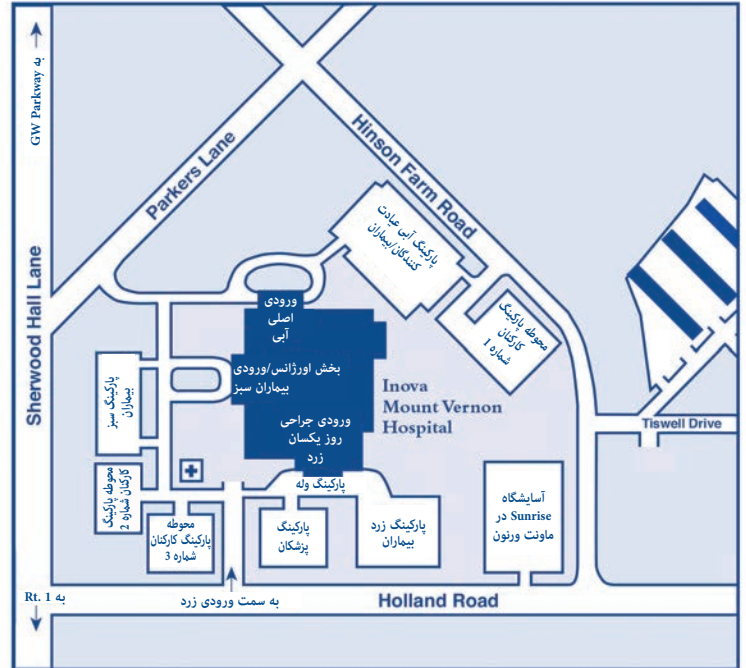 به GW Parkway
Parkers Lane
Hinson Farm Road
Sherwood Hall Lane
پارکینگ آبی عیادت
کنندگان/بیماران
محوطه پارکینگ
کارکنان
شماره 1
ورودی
اصلی
آبی
بخش اورژانس/ورودی
بیماران سبز
ورودی جراحی
روز یکسان
زرد
Inova
Mount Vernon
Hospital
Tiswell Drive
پارکینگ سبز
بیماران
محوطه پارکینگ
کارکنان شماره 2
محوطه
پارکینگ کارکنان
شماره 3
پارکینگ وله
پارکینگ
پزشکان
پارکینگ زرد
بیماران
آسایشگاه
Sunrise در
ماونت ورنون
به Rt. 1
به سمت ورودی زرد
Holland Road